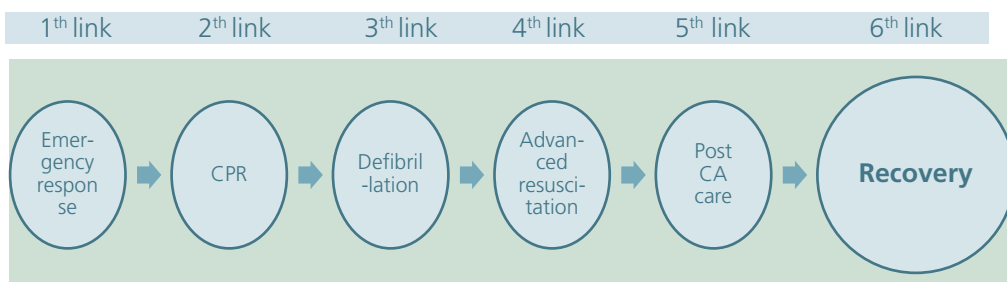 1th link 2th link 3th link 4th link 5th link 6th link
Emer-
gency
respon
se
CPR
Defibril
-lation
Advan-
ced
resusci-
tation
Post
CA
care
Recovery